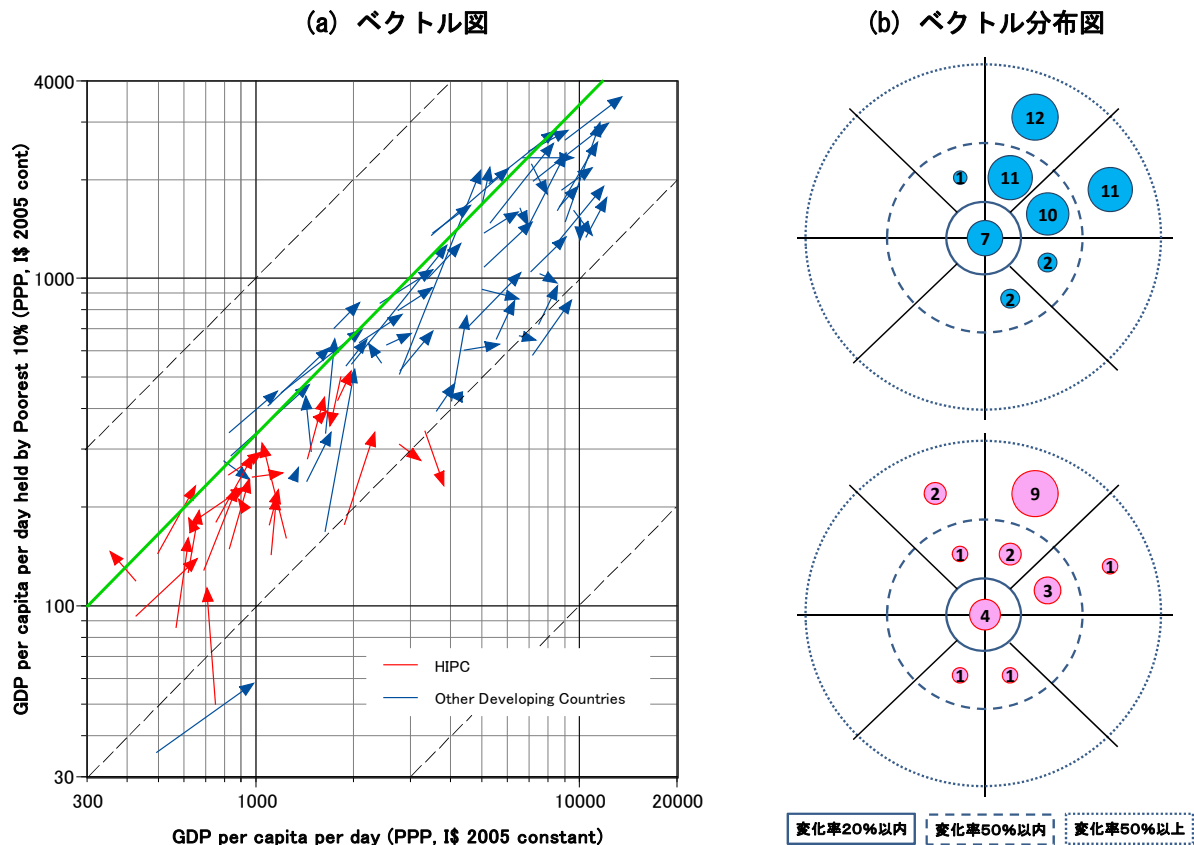 (a) ベクトル図
(b) ベクトル分布図
GDP per capita per day held by Poorest 10% (PPP, I$ 2005 cont)
4000
1000
100
30
300
1000
10000
20000
GDP per capita per day (PPP, I$ 2005 constant)
HIPC
Other Developing Countries
12
1
11
11
10
7
2
2
2
9
1
2
1
3
4
1
1
変化率20%以内
変化率50%以内
変化率50%以上